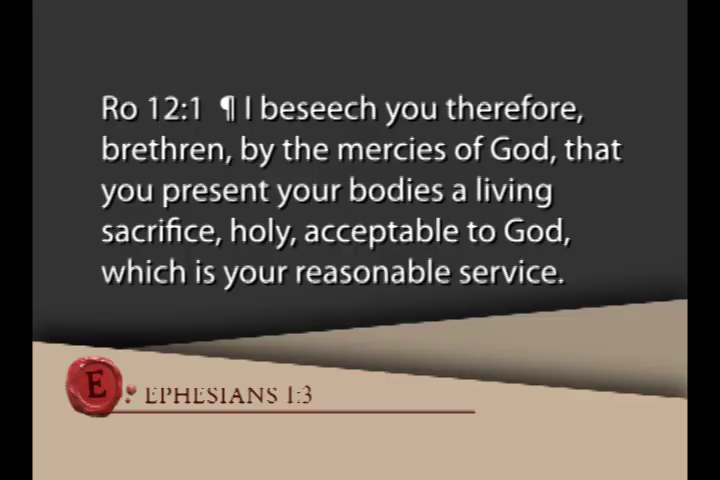 Ro 12:1 ¶ I beseech you therefore,
brethren, by the mercies of God, that
you present your bodies a living
sacrifice, holy, acceptable to God,
which is your reasonable service.
E
EPHESIANS 1:3